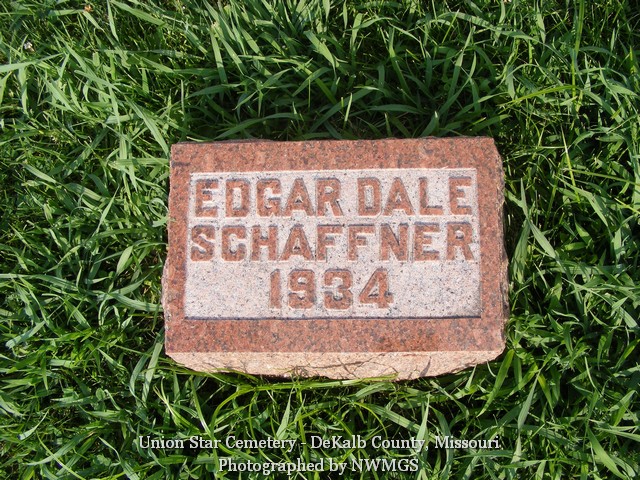 EDGAR DALE
SCHAFFNER
1934
Union Star Cemetery - DeKalb County, Missouri
Photographed by NWMGS